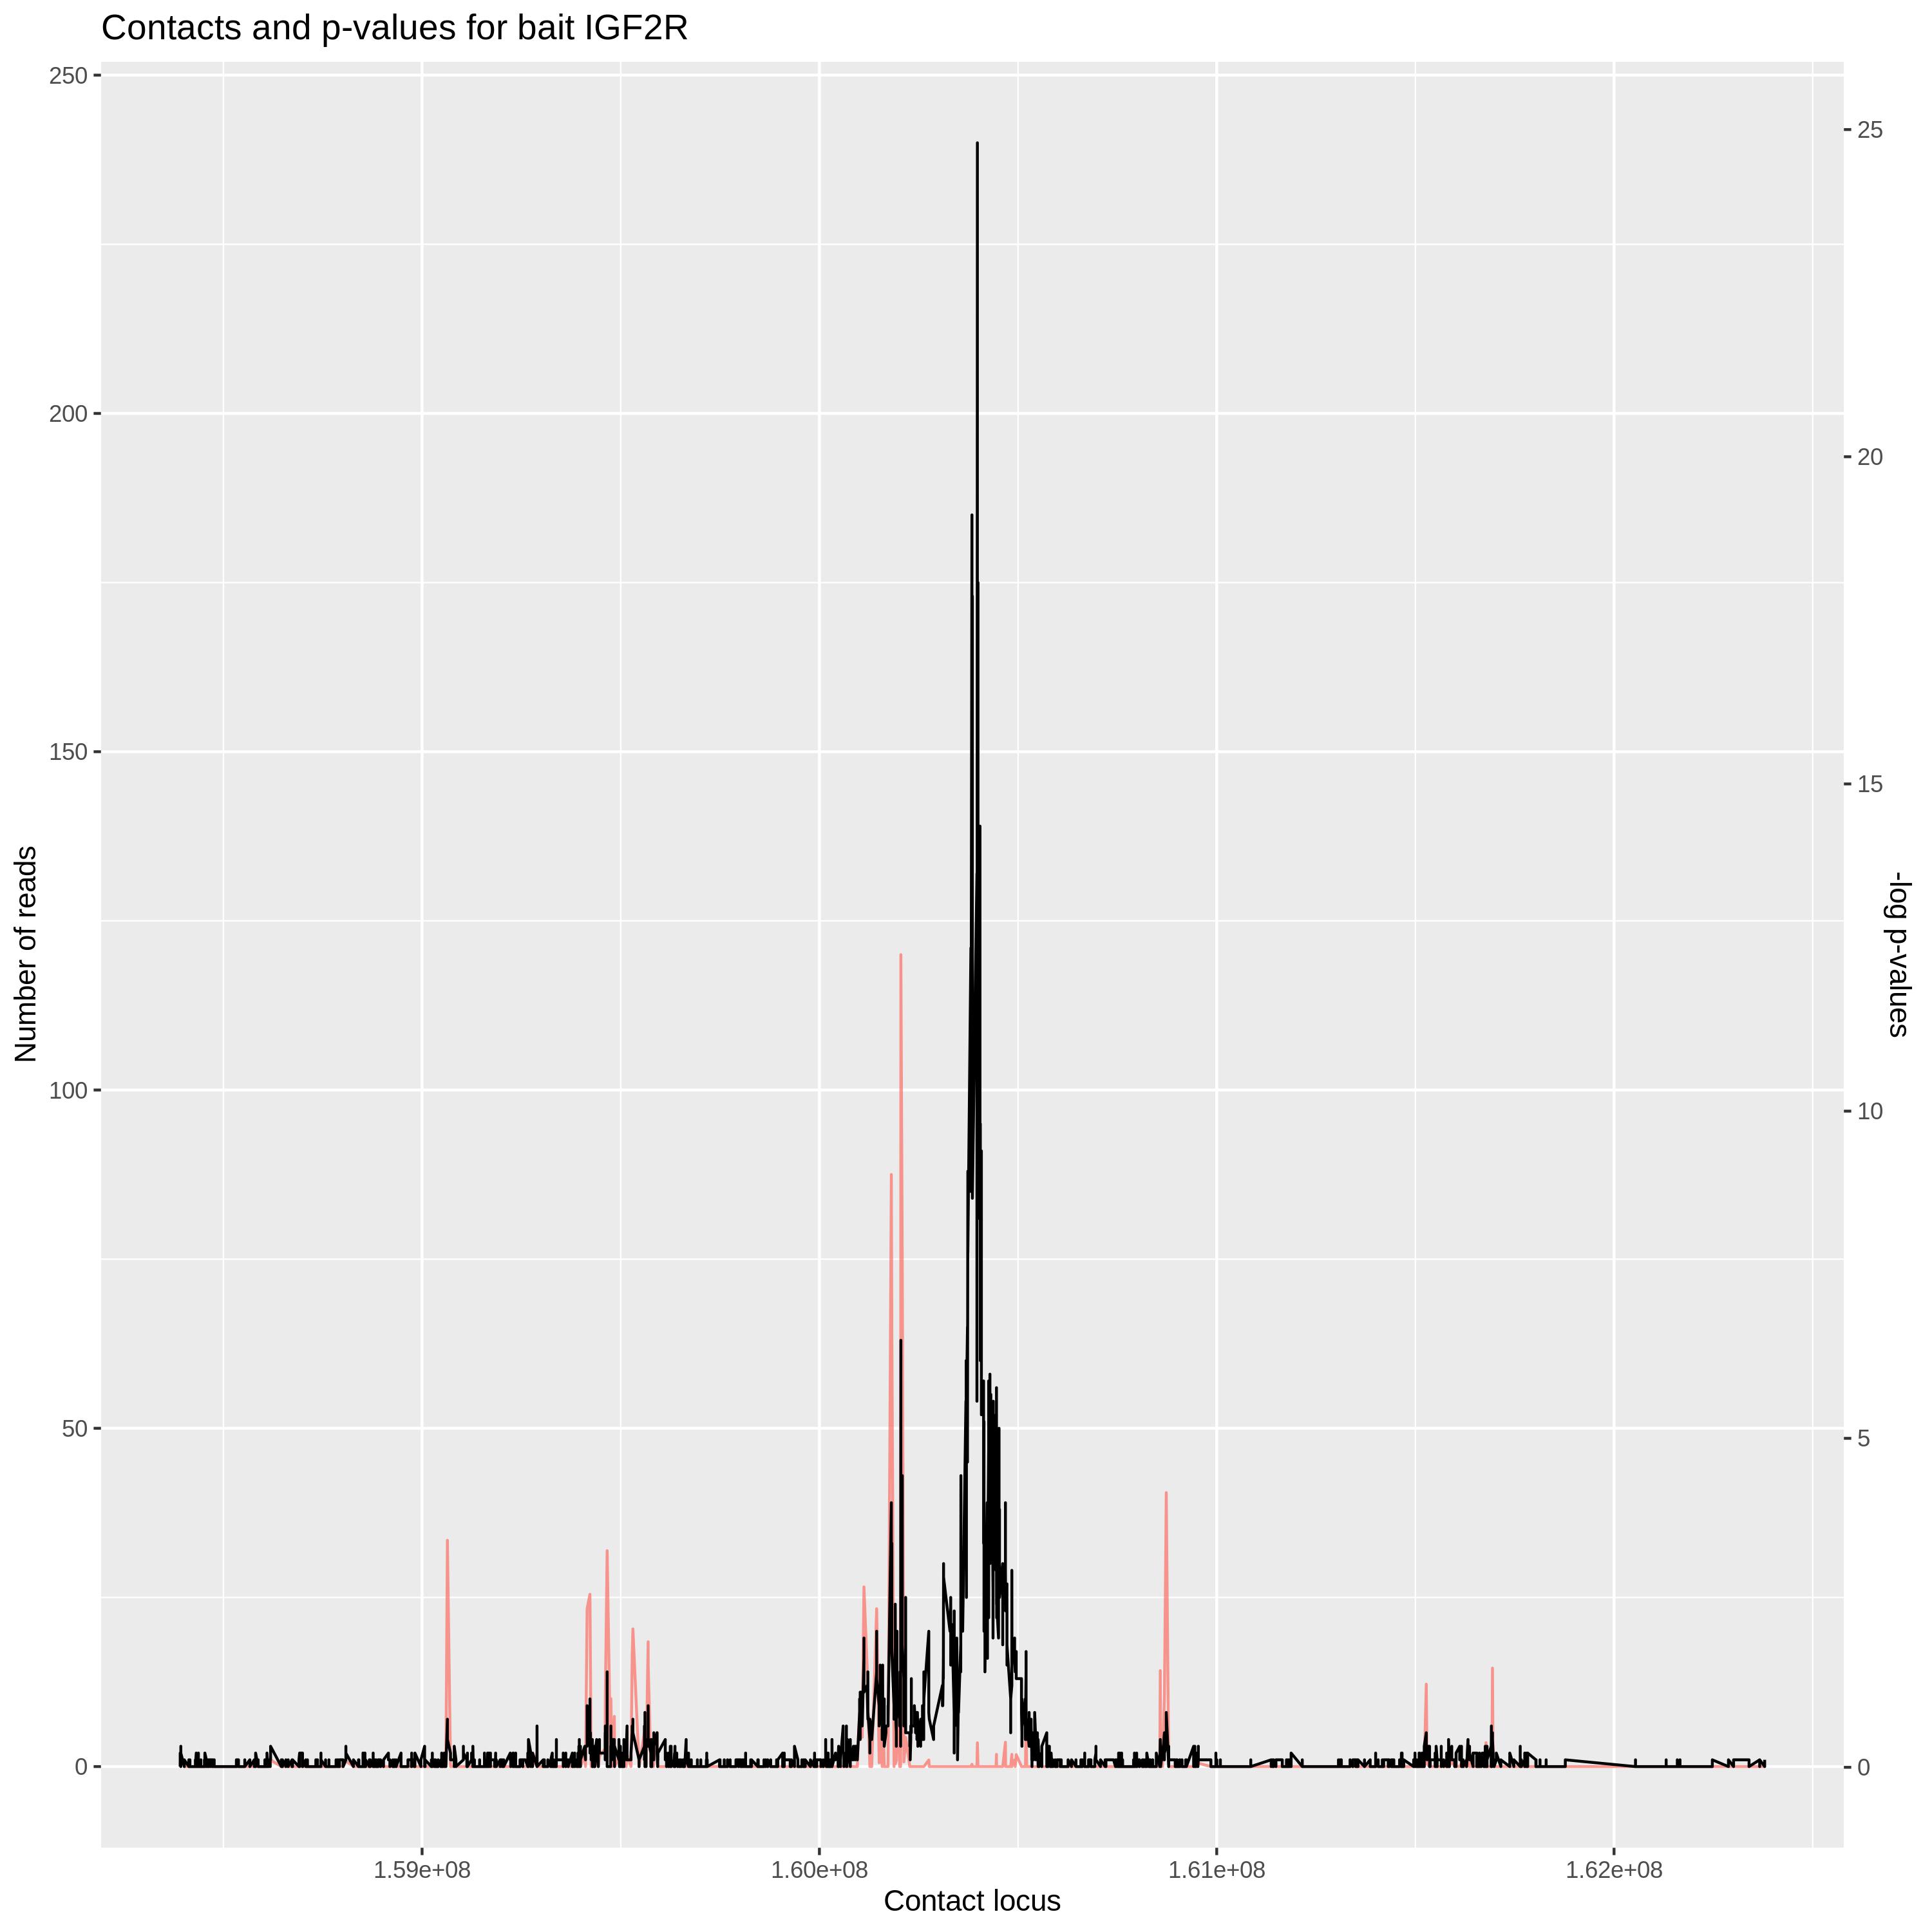 Contacts and p-values for bait IGF2R
250
200
150
100
50
0
Number of reads
25
20
15
10
5
0
-log p-values
1.59e+08
1.60e+08
1.61e+08
1.62e+08
Contact locus